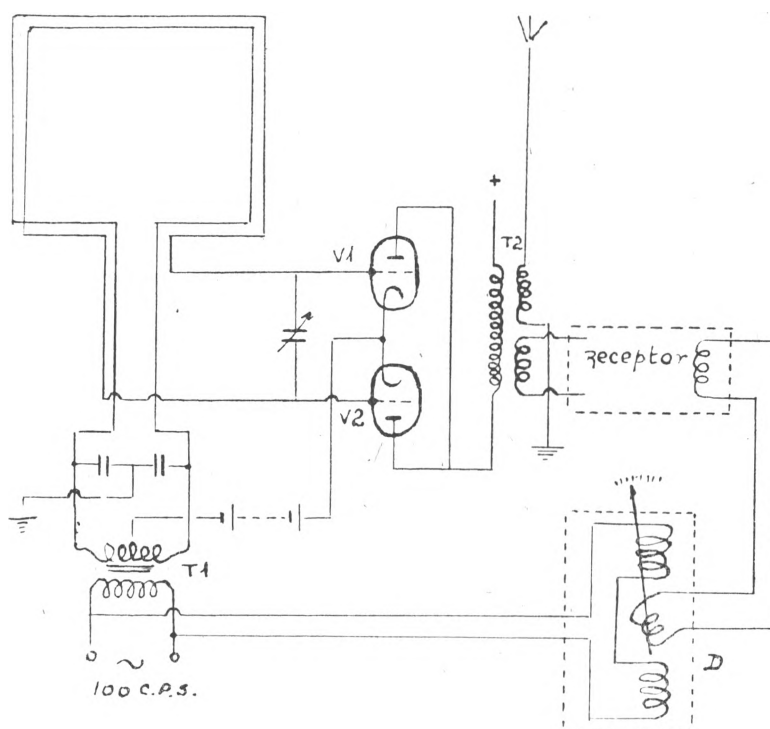 +
V1
T2
receptor
V2
T1
D
~
100 C.P.S.